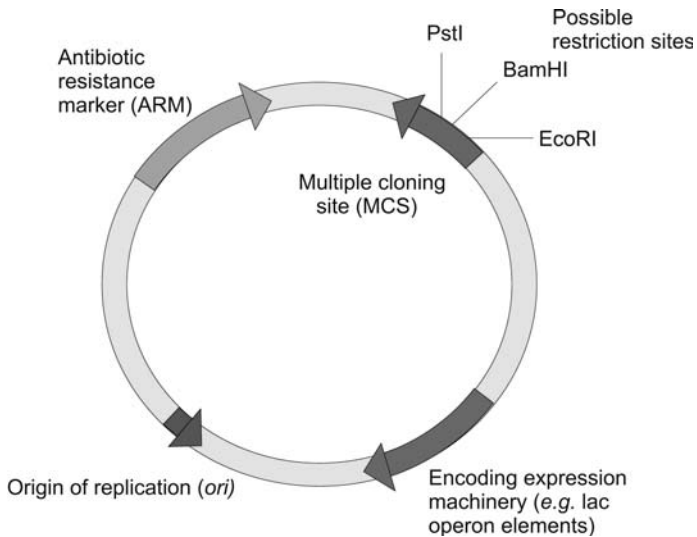 Antibiotic
resistance
marker (ARM)
PstI
Possible
restriction sites
BamHI
EcoRI
Multiple cloning
site (MCS)
Origin of replication (ori)
Encoding expression
machinery (e.g. lac
operon elements)